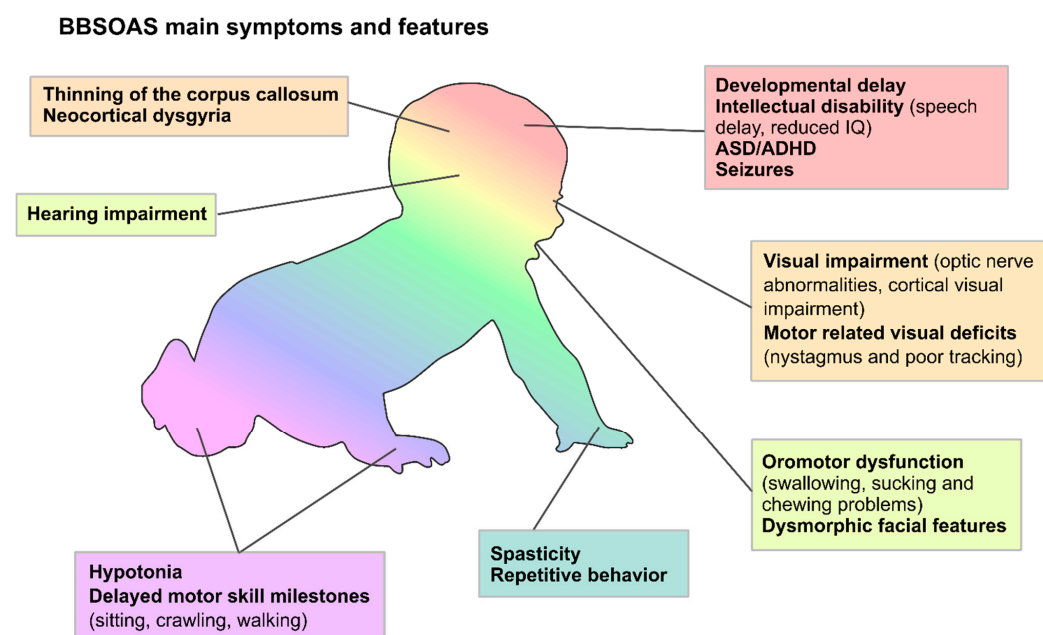 BBSOAS main symptoms and features
Thinning of the corpus callosum
Neocortical dysgyria
Developmental delay
Intellectual disability (speech
delay, reduced IQ)
ASD/ADHD
Seizures
Hearing impairment
Visual impairment (optic nerve
abnormalities, cortical visual
impairment)
Motor related visual deficits
(nystagmus and poor tracking)
Oromotor dysfunction
(swallowing, sucking and
chewing problems)
Dysmorphic facial features
Spasticity
Repetitive behavior
Hypotonia
Delayed motor skill milestones
(sitting, crawling, walking)